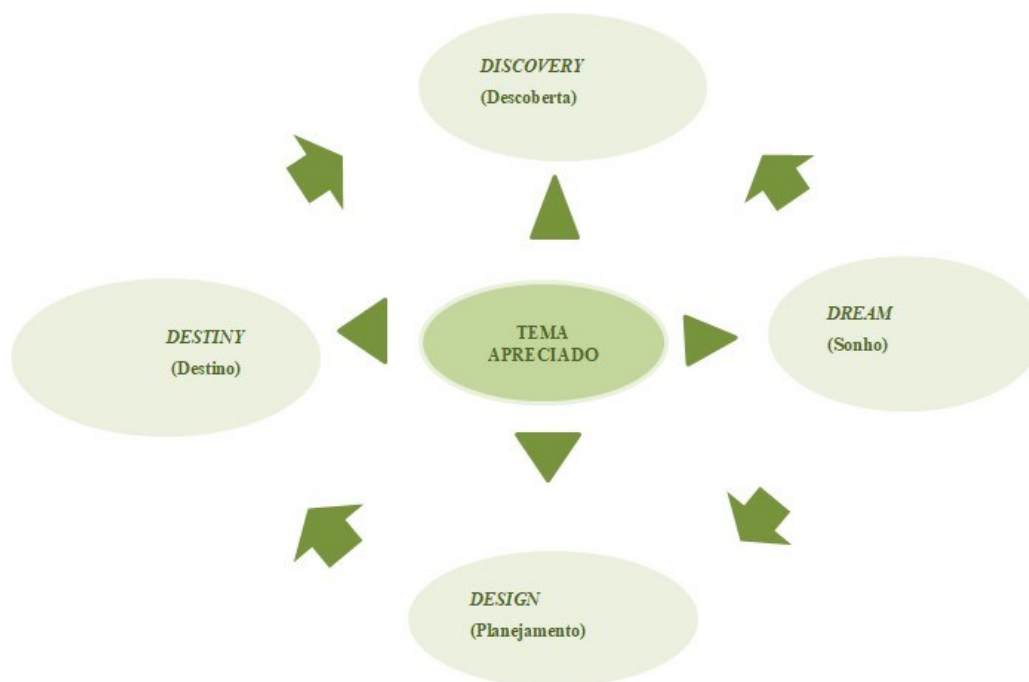 DISCOVERY
(Descoberta)
DREAM
(Sonho)
TEMA
APRECIADO
DESTINY
(Destino)
DESIGN
(Planejamento)